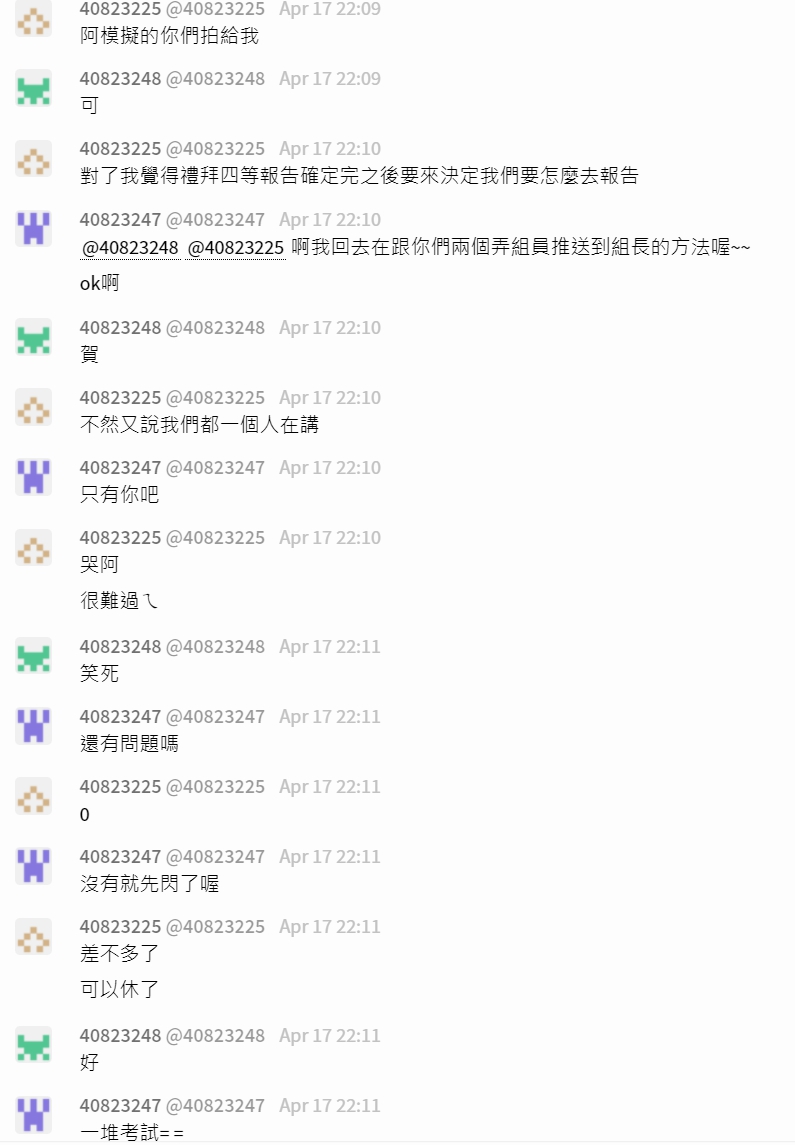 40823225 @40823225 Apr 17 22:09
阿模擬的你們拍給我
40823248 @40823248 Apr 17 22:09
可
40823225 @40823225 Apr 17 22:10
對了我覺得禮拜四等報告確定完之後要來決定我們要怎麼去報告
40823247 @40823247 Apr 17 22:10
@40823248 @40823225 啊我回去在跟你們兩個弄組員推送到組長的方法喔~~
ok啊
40823248 @40823248 Apr 17 22:10
賀
40823225 @40823225 Apr 17 22:10
不然又說我們都一個人在講
40823247 @40823247 Apr 17 22:10
只有你吧
40823225 @40823225 Apr 17 22:10
哭阿
很難過ㄟ
40823248 @40823248 Apr 17 22:11
笑死
40823247 @40823247 Apr 17 22:11
還有問題嗎
40823225 @40823225 Apr 17 22:11
0
40823247 @40823247 Apr 17 22:11
沒有就先閃了喔
40823225 @40823225 Apr 17 22:11
差不多了
可以休了
40823248 @40823248 Apr 17 22:11
好
40823247 @40823247 Apr 17 22:11
一堆考試==